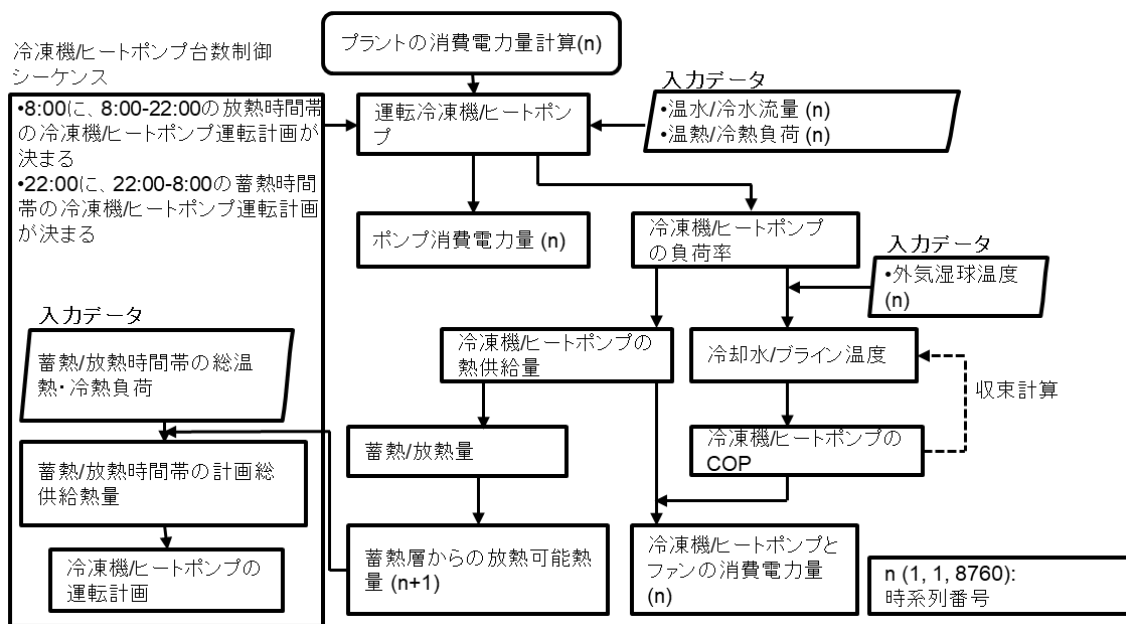 冷凍機/ヒートポンプ台数制御
シーケンス
•8:00に、8:00-22:00の放熱時間帯
の冷凍機/ヒートポンプ運転計画が
決まる
•22:00に、22:00-8:00の蓄熱時間
帯の冷凍機/ヒートポンプ運転計画
が決まる
入力データ
蓄熱/放熱時間帯の総温
熱・冷熱負荷
蓄熱/放熱時間帯の計画総
供給熱量
冷凍機/ヒートポンプの
運転計画
プラントの消費電力量計算(n)
運転冷凍機/ヒートポン
プ
入力データ
•温水/冷水流量 (n)
•温熱/冷熱負荷 (n)
ポンプ消費電力量 (n)
冷凍機/ヒートポンプ
の負荷率
入力データ
•外気湿球温度
(n)
冷凍機/ヒートポンプの
熱供給量
冷却水/ブライン温度
収束計算
蓄熱/放熱量
冷凍機/ヒートポンプの
COP
蓄熱層からの放熱可能熱
量 (n+1)
冷凍機/ヒートポンプと
ファンの消費電力量
(n)
n (1, 1, 8760):
時系列番号